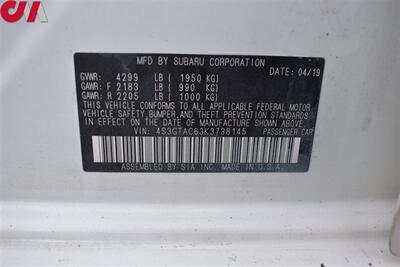 MFD BY SUBARU CORPORATION
DATE: 04/19
GVWR: 4299 LB ( 1950 KG)
GAWR: F 2183 LB ( 990 KG)
GAWR: R 2205 LB ( 1000 KG)
THIS VEHICLE CONFORMS TO ALL APPLICABLE FEDERAL MOTOR
VEHICLE SAFETY,BUMPER,AND THEFT PREVENTION STANDARDS
IN EFFECT ON THE DATE OF MANUFACTURE SHOWN ABOVE.
VIN: 4S3GTAC63K3738145 PASSENGER CAR
ASSEMBLED BY SIA INC. MADE IN U.S.A.